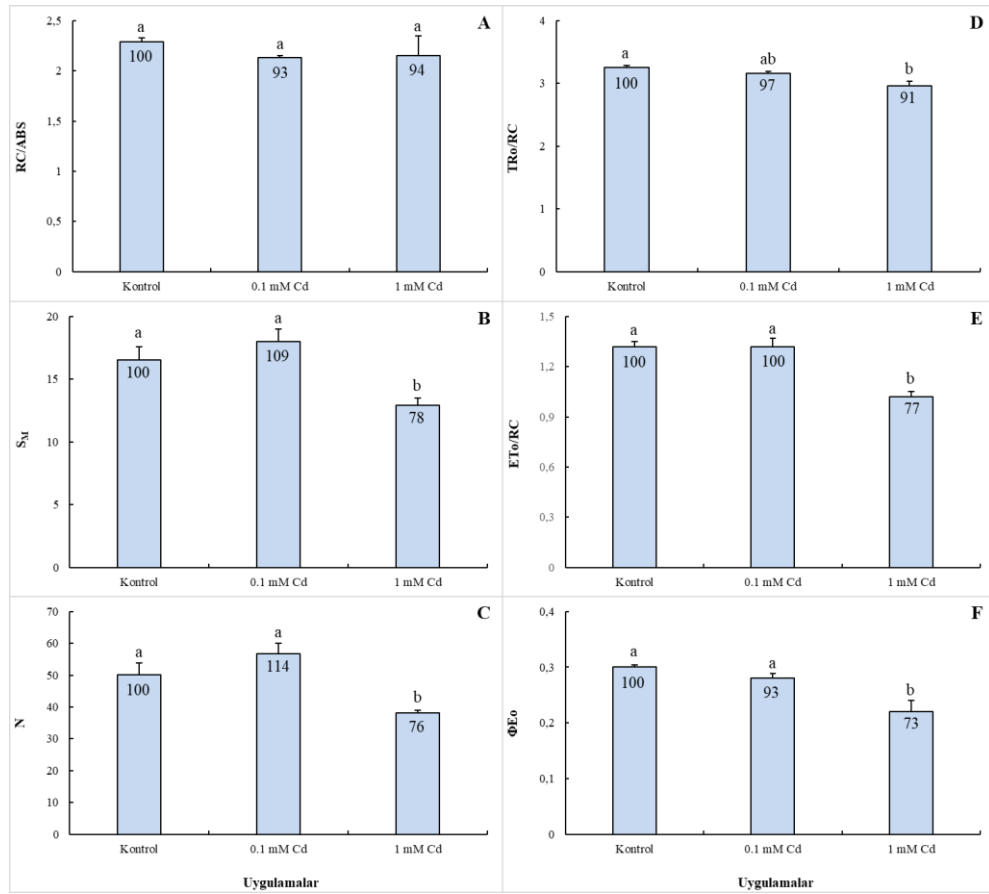 A
2,5
2
1,5
1
0,5
0
RC/ABS
a
a
a
100
93
94
Kontrol
0.1 mM Cd
1 mM Cd
D
4
3
2
1
0
TRo/RC
a
ab
b
100
97
91
Kontrol
0.1 mM Cd
1 mM Cd
B
20
15
10
5
0
SM
a
a
b
100
109
78
Kontrol
0.1 mM Cd
1 mM Cd
E
1,5
1,2
0,9
0,6
0,3
0
ETo/RC
a
a
b
100
100
77
Kontrol
0.1 mM Cd
1 mM Cd
C
70
60
50
40
30
20
10
0
N
a
a
b
100
114
76
Kontrol
0.1 mM Cd
1 mM Cd
Uygulamalar
F
0,4
0,3
0,2
0,1
0
ΦEo
a
a
b
100
93
73
Kontrol
0.1 mM Cd
1 mM Cd
Uygulamalar